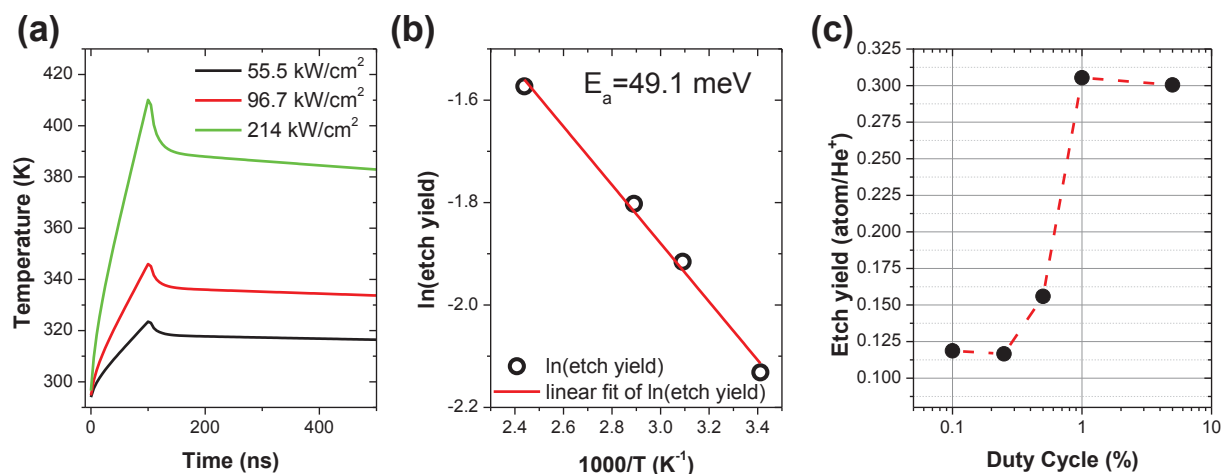 (a)
55.5 kW/cm²
96.7 kW/cm²
214 kW/cm²
Temperature (K)
420
400
380
360
340
320
300
0
200
400
Time (ns)
(b)
Eₐ=49.1 meV
ln(etch yield)
-1.6
-1.8
-2.0
-2.2
ln(etch yield)
linear fit of ln(etch yield)
2.4
2.6
2.8
3.0
3.2
3.4
1000/T (K⁻¹)
(c)
Etch yield (atom/He⁺)
0.325
0.300
0.275
0.250
0.225
0.200
0.175
0.150
0.125
0.100
0.1
1
10
Duty Cycle (%)